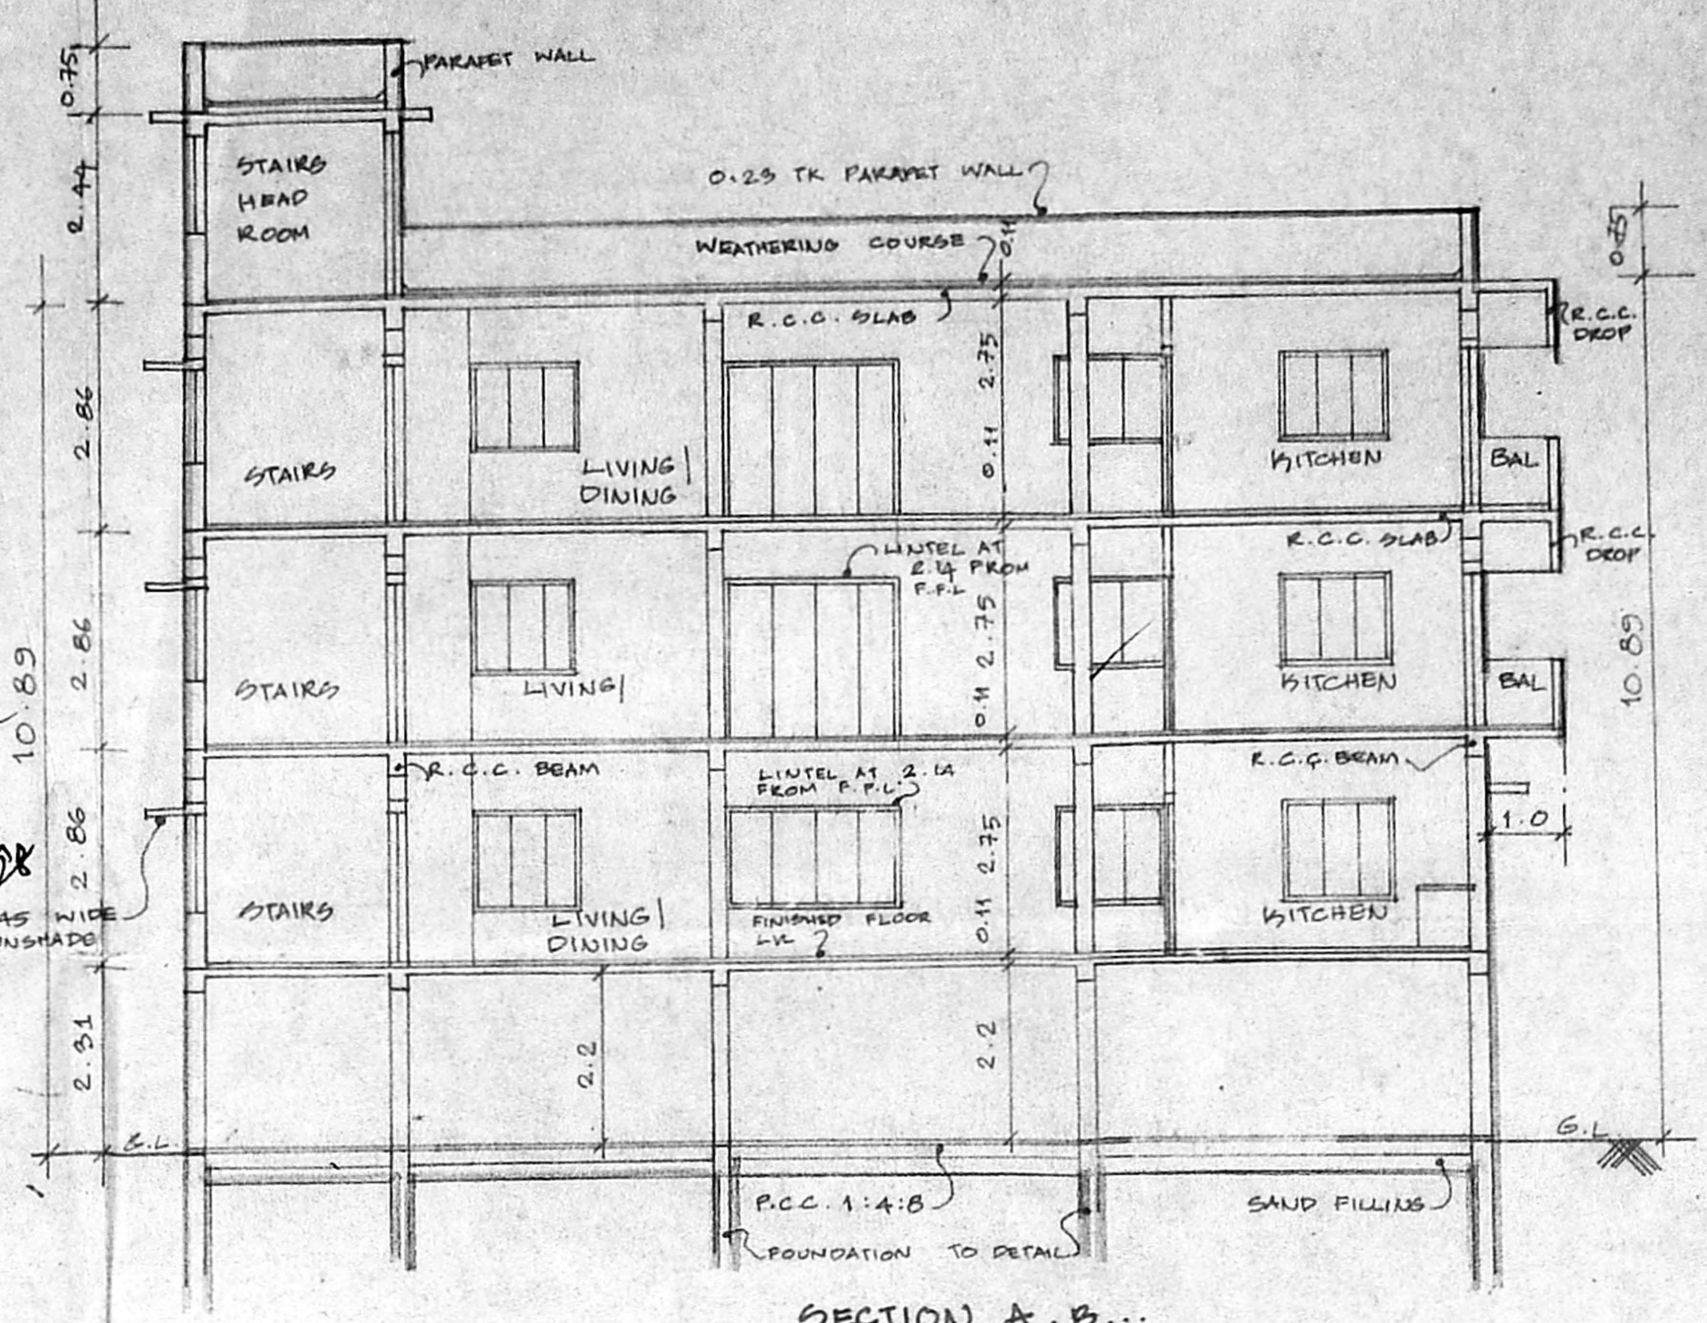 PARAPET WALL
0.75
STAIRS
HEAD
ROOM
2.44
0.23 TK PARAPET WALL
WEATHERING COURSE
0.11
0.75
R.C.C. SLAB
R.C.C.
DROP
2.86
2.75
STAIRS
LIVING/
DINING
0.11
KITCHEN
BAL
R.C.C. SLAB
R.C.C.
DROP
LINTEL AT
2.14 FROM
F.F.L
10.89
2.86
2.75
0.11
STAIRS
LIVING/
KITCHEN
BAL
10.89
R.C.C. BEAM
LINTEL AT 2.14
FROM F.F.L.
R.C.C. BEAM
2.86
2.75
1.0
45 WIDE
STAIRS
LIVING/
DINING
FINISHED FLOOR
LVL
0.11
KITCHEN
2.31
2.2
2.2
G.L.
G.L.
P.C.C. 1:4:8
SAND FILLING
FOUNDATION TO DETAIL
SECTION A.B...